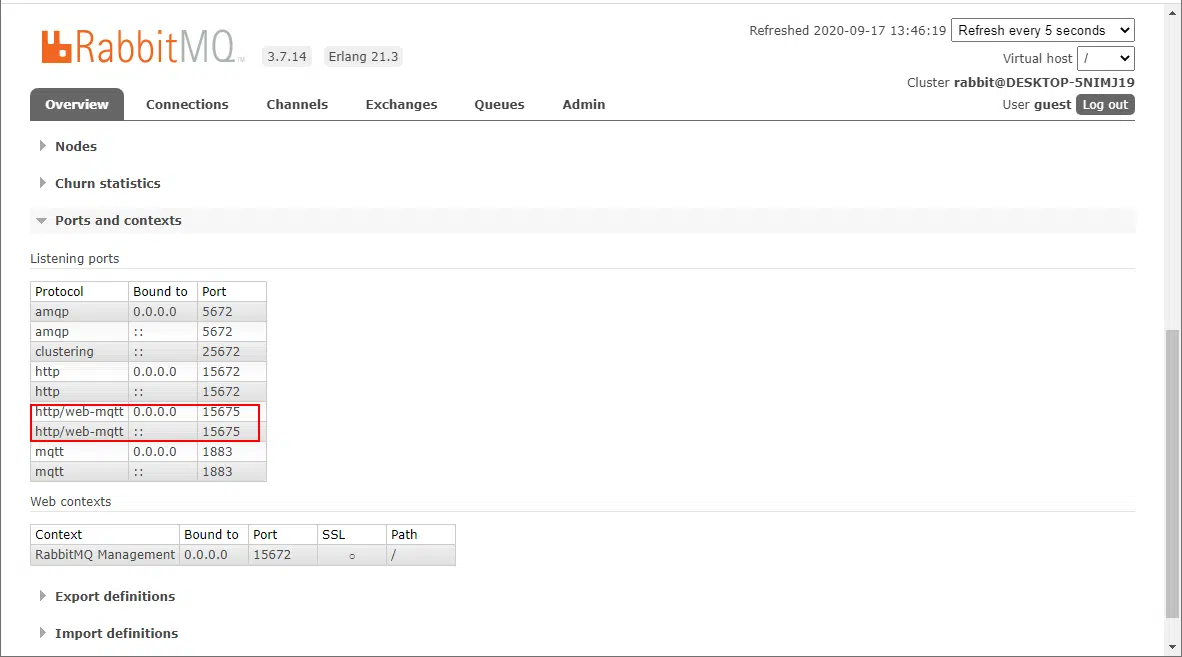 RabbitMQ TM 3.7.14 Erlang 21.3
Refreshed 2020-09-17 13:46:19 Refresh every 5 seconds
Virtual host /
Cluster rabbit@DESKTOP-5NIMJ19
User guest Log out
Overview Connections Channels Exchanges Queues Admin
Nodes
Churn statistics
Ports and contexts
Listening ports
Protocol Bound to Port
amqp 0.0.0.0 5672
amqp :: 5672
clustering :: 25672
http 0.0.0.0 15672
http :: 15672
http/web-mqtt 0.0.0.0 15675
http/web-mqtt :: 15675
mqtt 0.0.0.0 1883
mqtt :: 1883
Web contexts
Context Bound to Port SSL Path
RabbitMQ Management 0.0.0.0 15672 ○ /
Export definitions
Import definitions